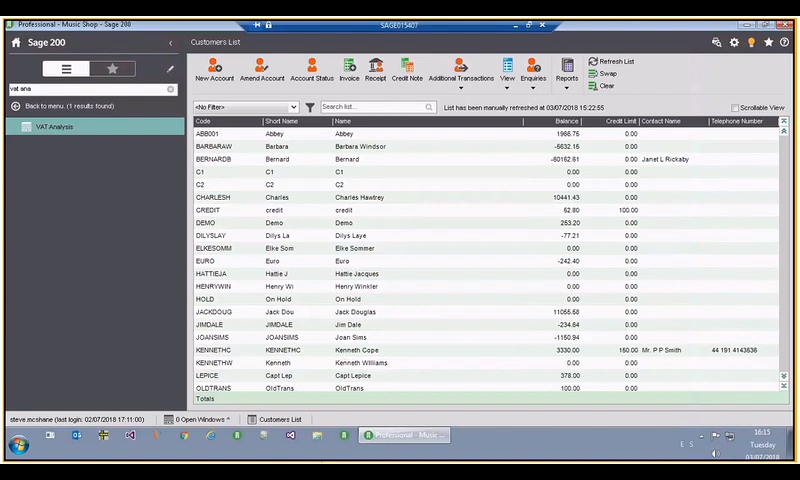 Professional - Music Shop - Sage 200
SAGE015407
Sage 200
Customers List
vat ana
Back to menu. (1 results found)
VAT Analysis
New Account Amend Account Account Status Invoice Receipt Credit Note Additional Transactions View Enquiries Reports
Refresh List
Swap
Clear
<No Filter> Search list... List has been manually refreshed at 03/07/2018 15:22:55 Scrollable View
Code Short Name Name Balance Credit Limit Contact Name Telephone Number
ABB001 Abbey Abbey 1966.75 0.00
BARBARAW Barbara Barbara Windsor -5632.15 0.00
BERNARDB Bernard Bernard -60162.61 0.00 Janet L Rickaby
C1 C1 C1 0.00 0.00
C2 C2 C2 0.00 0.00
CHARLESH Charles Charles Hawtrey 10441.43 0.00
CREDIT credit credit 52.80 100.00
DEMO Demo Demo 253.20 0.00
DILYSLAY Dilys La Dilys Laye -77.21 0.00
ELKESOMM Elke Som Elke Sommer 0.00 0.00
EURO Euro Euro -242.40 0.00
HATTIEJA Hattie J Hattie Jacques 0.00 0.00
HENRYWIN Henry Wi Henry Winkler 0.00 0.00
HOLD On Hold On Hold 0.00 0.00
JACKDOUG Jack Dou Jack Douglas 11055.58 0.00
JIMDALE JIMDALE Jim Dale -234.64 0.00
JOANSIMS JOANSIMS Joan Sims -1150.94 0.00
KENNETHC KENNETHC Kenneth Cope 3330.00 150.00 Mr. P P Smith 44 191 4143636
KENNETHW Kenneth Kenneth Williams 0.00 0.00
LEPICE Capt Lep Capt Lepice 378.00 0.00
OLDTRANS OldTrans OldTrans 100.00 0.00
Totals
steve.mcshane (last login: 02/07/2018 17:11:00) 0 Open Windows ^ Customers List
Professional - Music ...
E S
16:15
Tuesday
03/07/2018